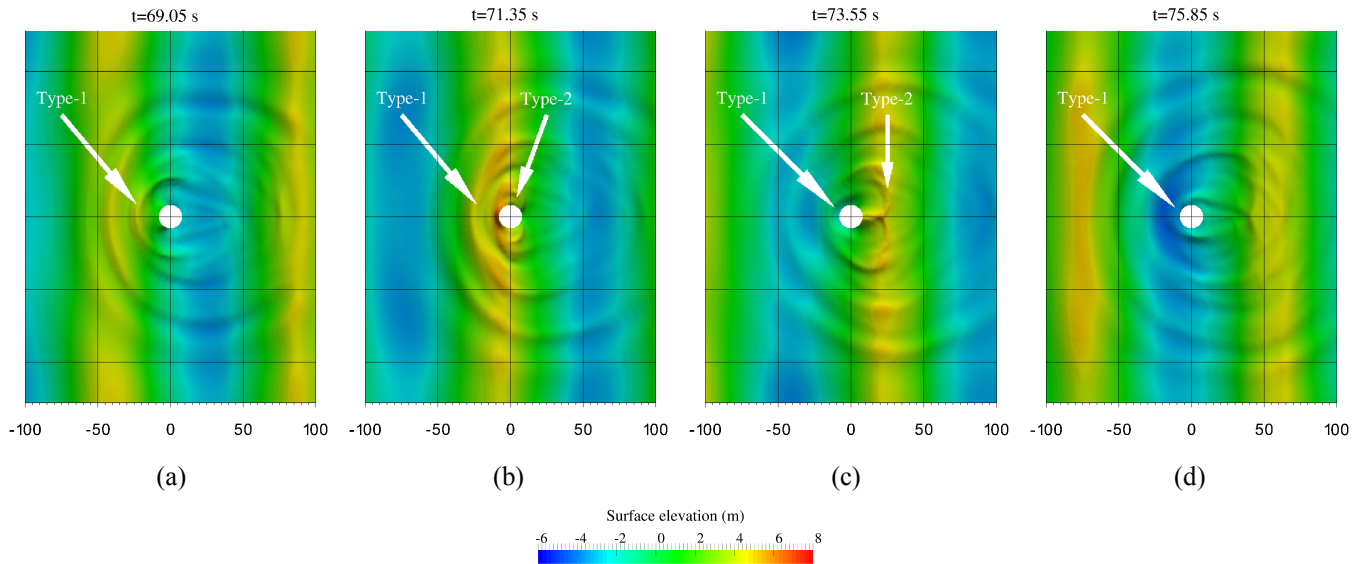 t=69.05 s
t=71.35 s
t=73.55 s
t=75.85 s
Type-1
Type-1
Type-2
Type-1
Type-2
Type-1
-100 -50 0 50 100
-100 -50 0 50 100
-100 -50 0 50 100
-100 -50 0 50 100
(a)
(b)
(c)
(d)
Surface elevation (m)
-6 -4 -2 0 2 4 6 8